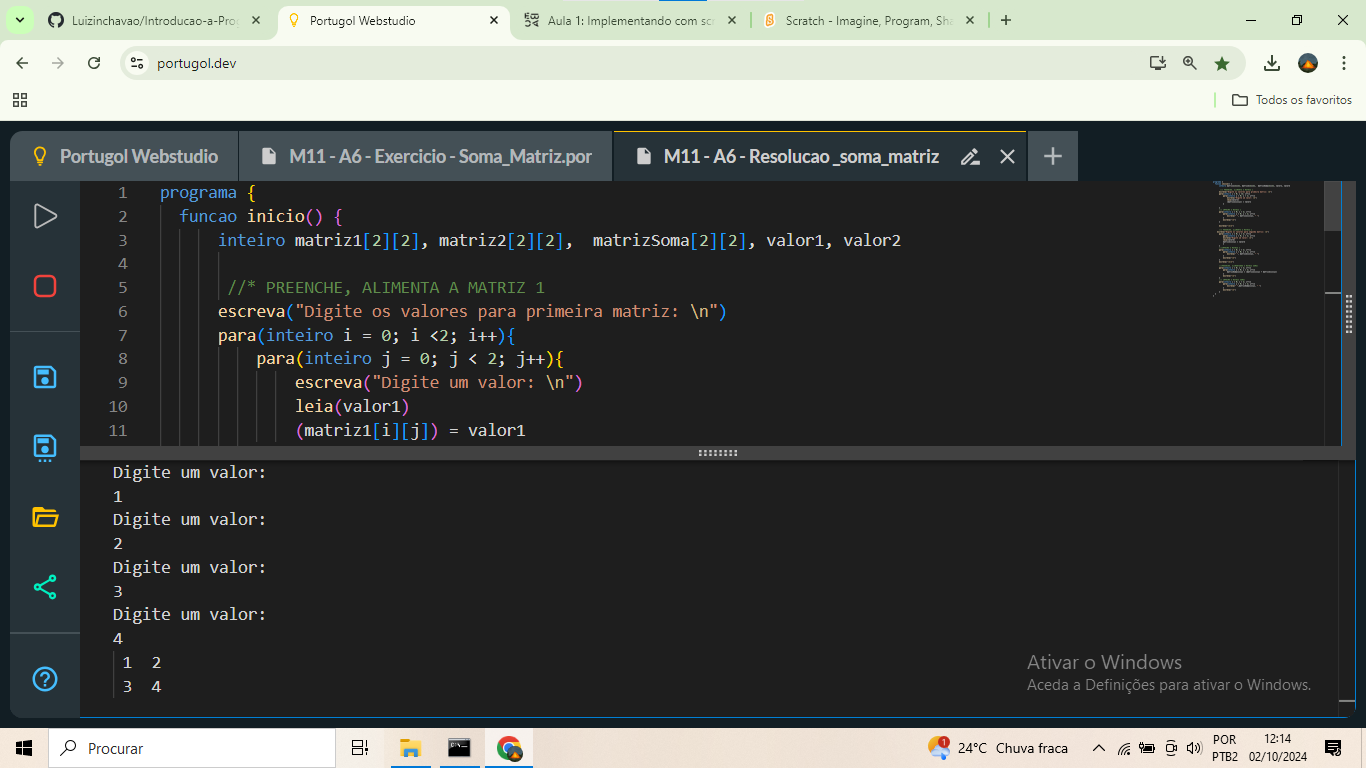 Luizinchavao/Introducao-a-Pro
Portugol Webstudio
Aula 1: Implementando com scr
Scratch - Imagine, Program, Sha
portugol.dev
Todos os favoritos
Portugol Webstudio
M11 - A6 - Exercicio - Soma_Matriz.por
M11 - A6 - Resolucao _soma_matriz
1 programa {
2 funcao inicio() {
3 inteiro matriz1[2][2], matriz2[2][2],  matrizSoma[2][2], valor1, valor2
4
5 //* PREENCHE, ALIMENTA A MATRIZ 1
6 escreva("Digite os valores para primeira matriz: \n")
7 para(inteiro i = 0; i <2; i++){
8 para(inteiro j = 0; j < 2; j++){
9 escreva("Digite um valor: \n")
10 leia(valor1)
11 (matriz1[i][j]) = valor1
Digite um valor:
1
Digite um valor:
2
Digite um valor:
3
Digite um valor:
4
1 2
3 4
Ativar o Windows
Aceda a Definições para ativar o Windows.
Procurar
1
24°C Chuva fraca
POR
PTB2
12:14
02/10/2024